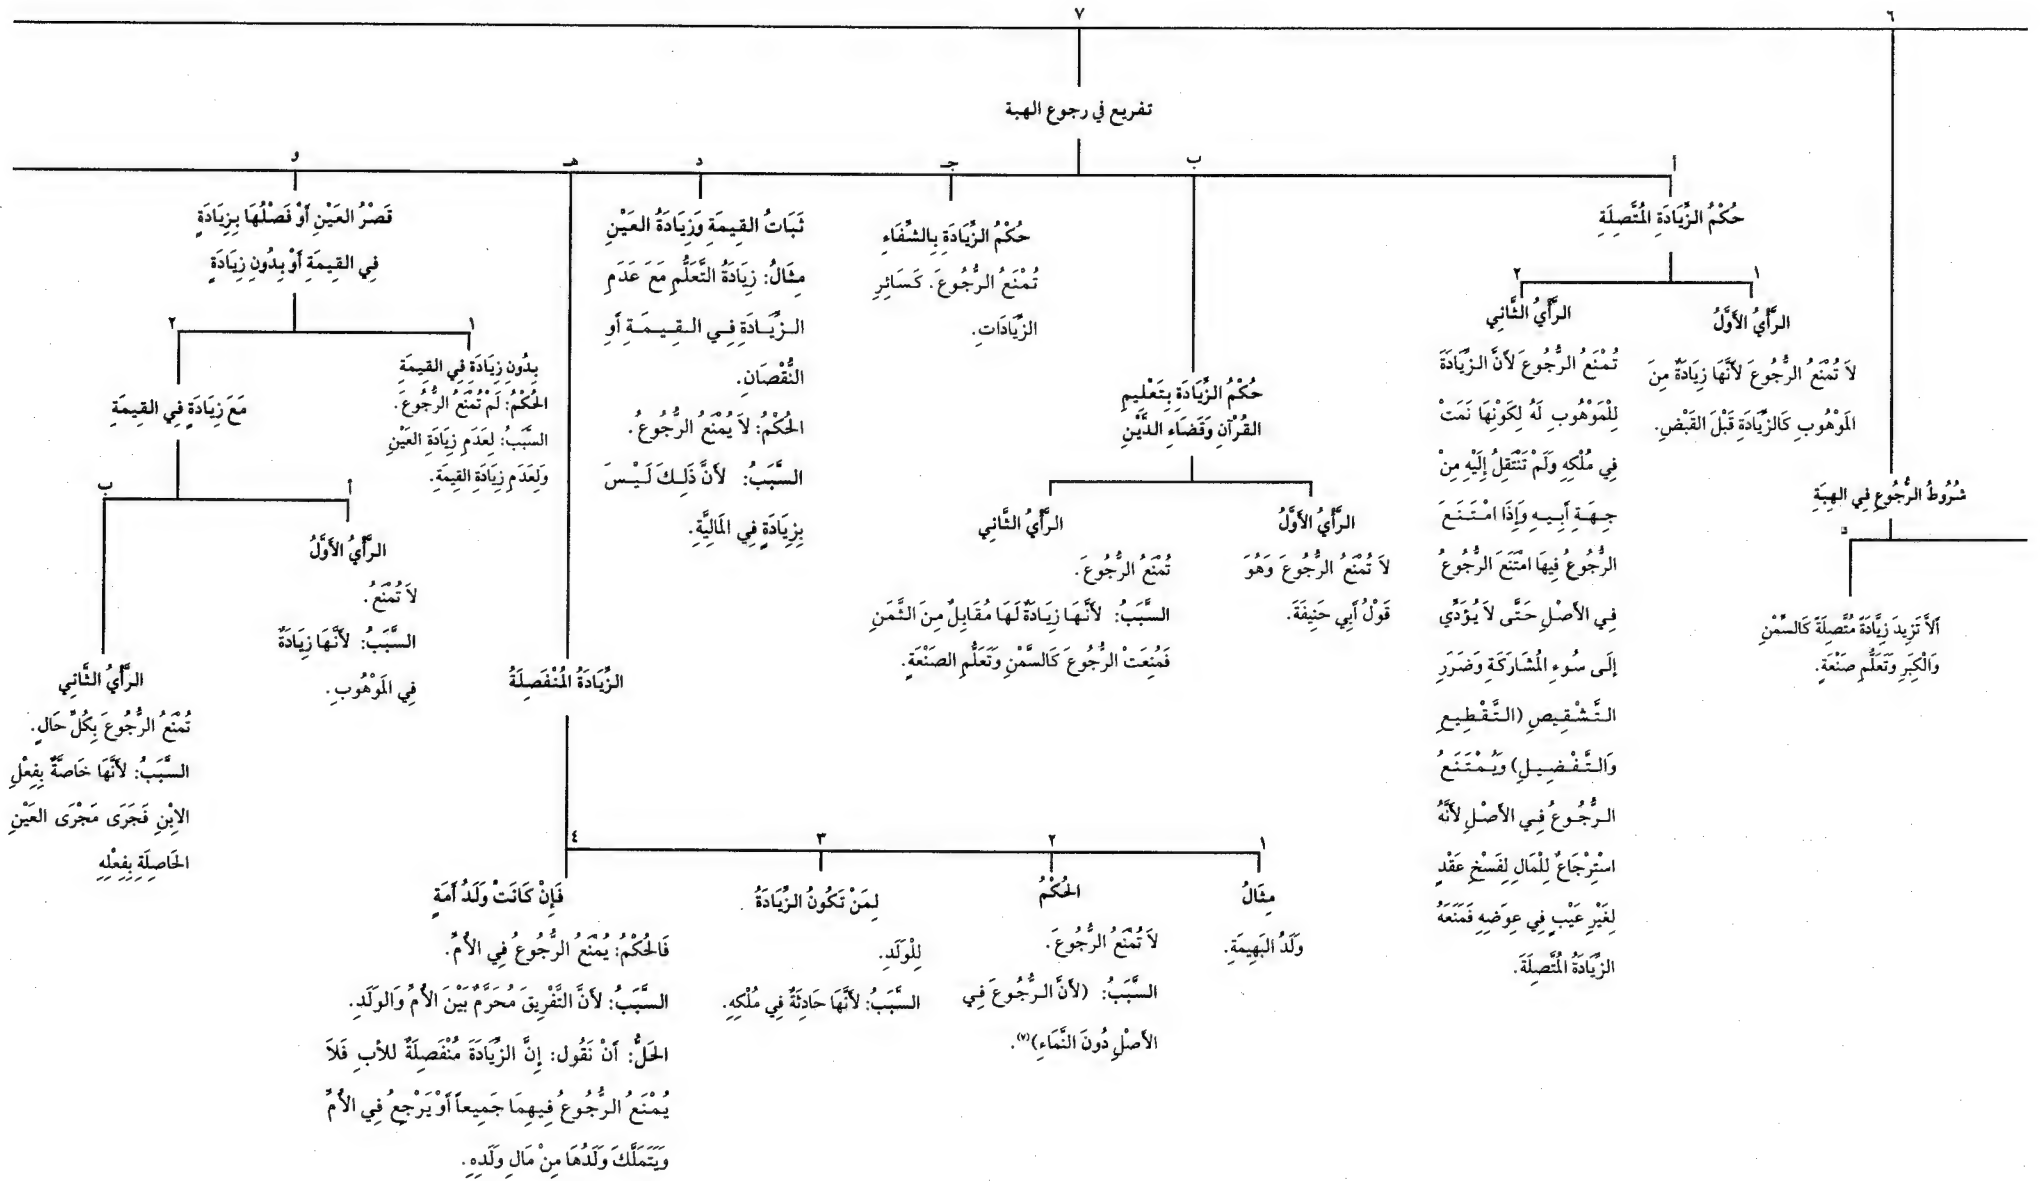 ٦
شُرُوطُ الرُّجُوعِ فِي الهِبَةِ
أَلاَّ تَزِيدَ زِيَّادَةً مُتَّصِلَةً كَالسِّمْنِ
وَالْكِبَرِ وَتَعَلُّمِ صَنْعَةٍ.
٧
تفريع في رجوع الهبة
أ
حُكْمُ الزِّيَادَةِ المُتَّصِلَةِ
١
الرَّأْيُ الأَوَّلُ
لاَ تُمْنَعُ الرُّجُوعَ لأَنَّهَا زِيَادَةٌ مِنَ
المَوْهُوبِ كَالزِّيَادَةِ قَبْلَ القَبْضِ.
٢
الرَّأْيُ الثَّانِي
تُمْنَعُ الرُّجُوعَ لأَنَّ الزِّيَادَةَ
لِلْمَوْهُوبِ لَهُ لِكَوْنِهَا نَمَتْ
فِي مُلْكِهِ وَلَمْ تَنْتَقِلُ إِلَيْهِ مِنْ
جِهَةِ أَبِيهِ وَإِذَا امْتَنَعَ
الرُّجُوعُ فِيهَا امْتَنَعَ الرُّجُوعُ
فِي الأَصْلِ حَتَّى لاَ يُؤَدِّي
إِلَى سُوءِ المُشَارَكَةِ وَضَرَرِ
التَّشْقِيصِ (التَّقْطِيعِ
وَالتَّفْضِيلِ) وَيُمْتَنَعُ
الرُّجُوعُ فِي الأَصْلِ لأَنَّهُ
اسْتِرْجَاعٌ لِلْمَالِ لِفَسْخِ عَقْدٍ
لِغَيْرِ عَيْبٍ فِي عِوَضِهِ فَمَنَعَهُ
الزِّيَادَةُ المُتَّصِلَةَ.
ب
حُكْمُ الزِّيَادَةِ بِتَعْلِيمِ
القُرْآنِ وَقَضَاءِ الدَّيْنِ
الرَّأْيُ الأَوَّلُ
لاَ تُمْنَعُ الرُّجُوعَ وَهُوَ
قَوْلُ أَبِي حَنِيفَةَ.
الرَّأْيُ الثَّانِي
تُمْنَعُ الرُّجُوعَ.
السَّبَبُ: لأَنَّهَا زِيَادَةٌ لَهَا مُقَابِلٌ مِنَ الثَّمَنِ
فَمُنِعَتْ الرُّجُوعَ كَالسَّمْنِ وَتَعَلُّمِ الصَنْعَةِ.
جـ
حُكْمُ الزِّيَادَةِ بِالشِّفَاءِ
تُمْنَعُ الرُّجُوعَ. كَسَائِرِ
الزِّيَادَاتِ.
د
ثَبَاتُ القِيمَةِ وَزِيَادَةُ العَيْنِ
مِثَالُ: زِيَادَةُ التَّعَلُّمِ مَعَ عَدَمِ
الزِّيَادَةِ فِي القِيمَةِ أَوِ
النُّقْصَانِ.
الحُكْمُ: لاَ يُمْنَعُ الرُّجُوعُ.
السَّبَبُ: لأَنَّ ذَلِكَ لَيْسَ
بِزِيَادَةٍ فِي المَالِيَّةِ.
هـ
الزِّيَادَةُ المُنْفَصِلَةُ
١
مِثَالُ
وَلَدُ البَهِيمَةِ.
٢
الحُكْمُ
لاَ تُمْنَعُ الرُّجُوعَ.
السَّبَبُ: (لأَنَّ الرُّجُوعَ فِي
الأَصْلِ دُونَ النَّمَاءِ)(٧).
٣
لِمَنْ تَكُونُ الزِّيَادَةُ
لِلْوَلَدِ.
السَّبَبُ: لأَنَّهَا حَادِثَةٌ فِي مُلْكِهِ.
٤
فَإِنْ كَانَتْ وَلَدُ أَمَةٍ
فَالحُكْمُ: يُمْنَعُ الرُّجُوعُ فِي الأُمِّ.
السَّبَبُ: لأَنَّ التَّفْرِيقَ مُحَرَّمٌ بَيْنَ الأُمِّ وَالوَلَدِ.
الحَلُّ: أَنْ نَقُول: إِنَّ الزِّيَادَةَ مُنْفَصِلَةٌ للأبِ فَلاَ
يُمْنَعُ الرُّجُوعُ فِيهِمَا جَمِيعاً أَوْ يَرْجِعُ فِي الأُمِّ
وَيَتَمَلَّكَ وَلَدُهَا مِنْ مَالِ وَلَدِهِ.
و
قَصْرُ العَيْنِ أَوْ فَصْلُهَا بِزِيَادَةٍ
فِي القِيمَةِ أَوْ بِدُونِ زِيَادَةٍ
١
بِدُونِ زِيَادَةٍ فِي القِيمَةِ
الحُكْمُ: لَمْ تُمْنَعُ الرُّجُوعَ.
السَّبَبُ: لِعَدَمِ زِيَادَةِ العَيْنِ
وَلِعَدَمِ زِيَادَةِ القِيمَةِ.
٢
مَعَ زِيَادَةٍ فِي القِيمَةِ
أ
الرَّأْيُ الأَوَّلُ
لاَ تُمْنَعُ.
السَّبَبُ: لأَنَّهَا زِيَادَةٌ
فِي المَوْهُوبِ.
ب
الرَّأْيُ الثَّانِي
تُمْنَعُ الرُّجُوعَ بِكُلِّ حَالٍ.
السَّبَبُ: لأَنَّهَا خَاصَّةٌ بِفِعْلِ
الابْنِ فَجَرَى مَجْرَى العَيْنِ
الحَاصِلَةِ بِفِعْلِهِ